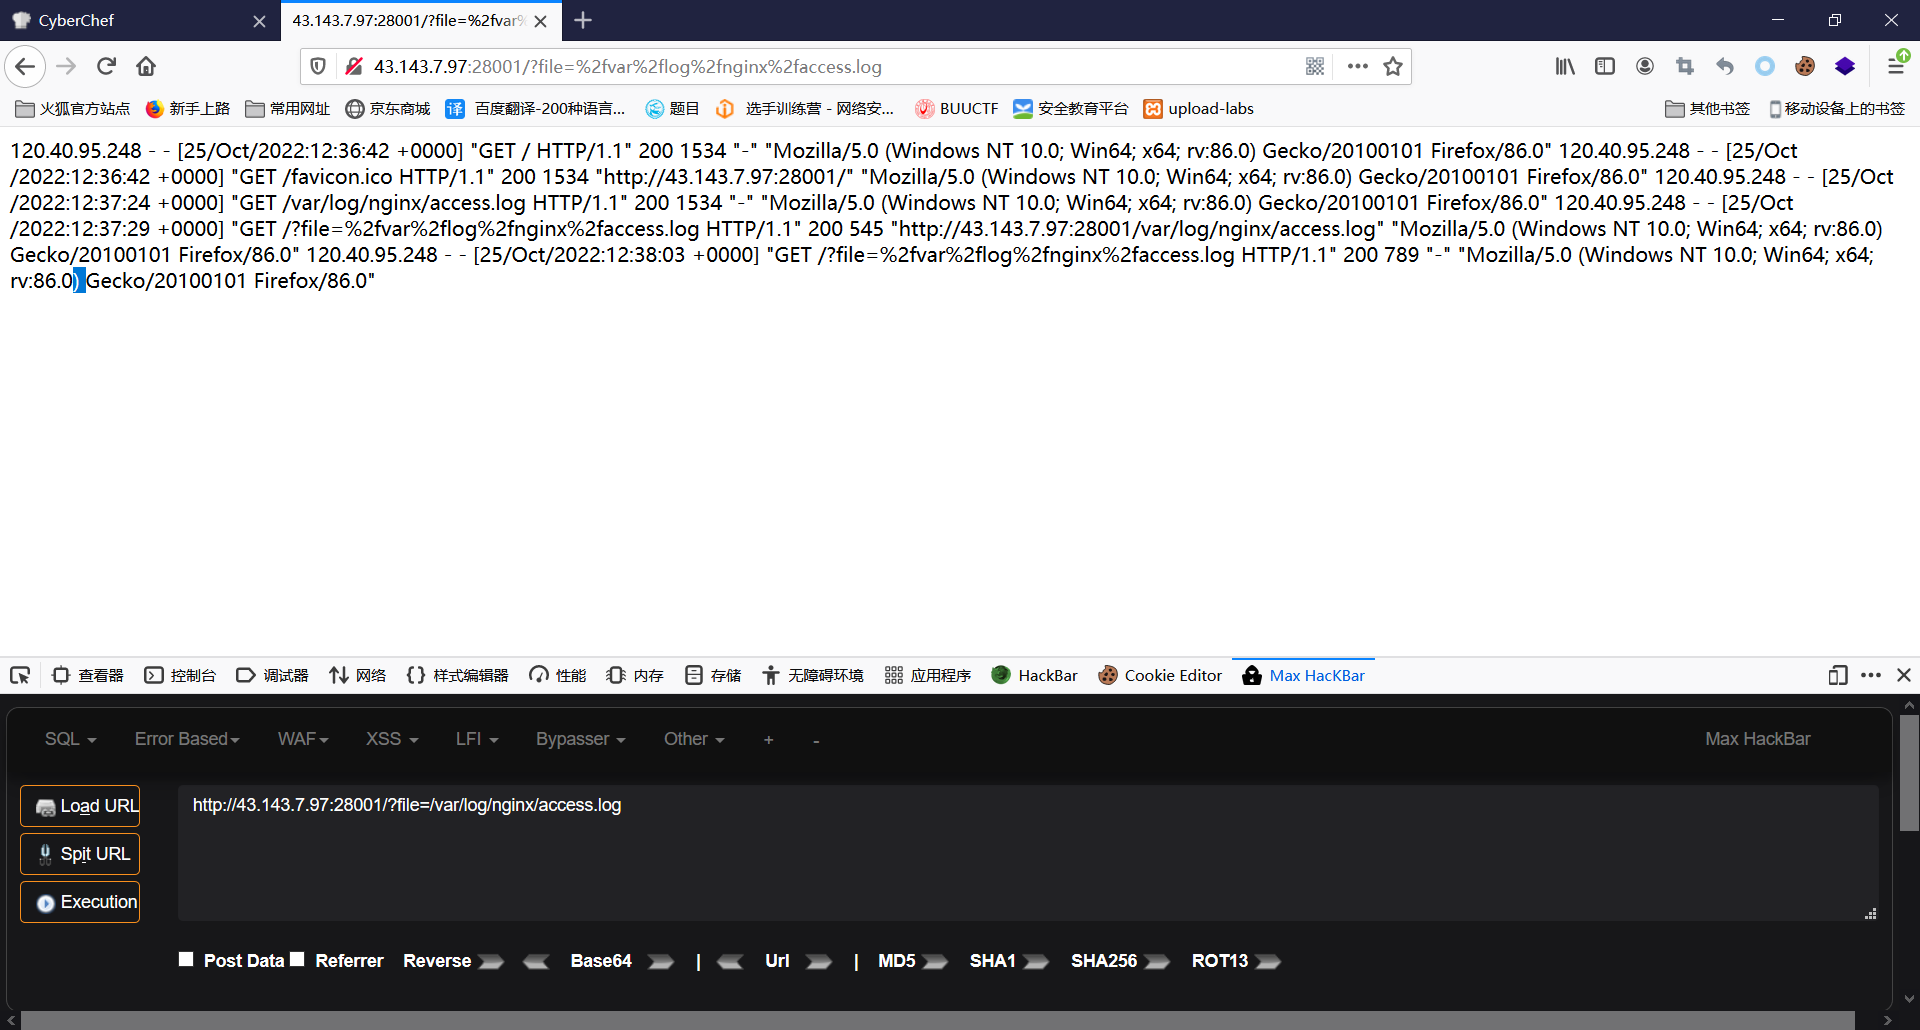 CyberChef
43.143.7.97:28001/?file=%2fvar%
43.143.7.97:28001/?file=%2fvar%2flog%2fnginx%2faccess.log
火狐官方站点 新手上路 常用网址 京东商城 译 百度翻译-200种语言... 题目 选手训练营 - 网络安... BUUCTF 安全教育平台 upload-labs 其他书签 移动设备上的书签
120.40.95.248 - - [25/Oct/2022:12:36:42 +0000] "GET / HTTP/1.1" 200 1534 "-" "Mozilla/5.0 (Windows NT 10.0; Win64; x64; rv:86.0) Gecko/20100101 Firefox/86.0" 120.40.95.248 - - [25/Oct
/2022:12:36:42 +0000] "GET /favicon.ico HTTP/1.1" 200 1534 "http://43.143.7.97:28001/" "Mozilla/5.0 (Windows NT 10.0; Win64; x64; rv:86.0) Gecko/20100101 Firefox/86.0" 120.40.95.248 - - [25/Oct
/2022:12:37:24 +0000] "GET /var/log/nginx/access.log HTTP/1.1" 200 1534 "-" "Mozilla/5.0 (Windows NT 10.0; Win64; x64; rv:86.0) Gecko/20100101 Firefox/86.0" 120.40.95.248 - - [25/Oct
/2022:12:37:29 +0000] "GET /?file=%2fvar%2flog%2fnginx%2faccess.log HTTP/1.1" 200 545 "http://43.143.7.97:28001/var/log/nginx/access.log" "Mozilla/5.0 (Windows NT 10.0; Win64; x64; rv:86.0)
Gecko/20100101 Firefox/86.0" 120.40.95.248 - - [25/Oct/2022:12:38:03 +0000] "GET /?file=%2fvar%2flog%2fnginx%2faccess.log HTTP/1.1" 200 789 "-" "Mozilla/5.0 (Windows NT 10.0; Win64; x64;
rv:86.0) Gecko/20100101 Firefox/86.0"
查看器 控制台 调试器 网络 样式编辑器 性能 内存 存储 无障碍环境 应用程序 HackBar Cookie Editor Max HacKBar
SQL Error Based WAF XSS LFI Bypasser Other + - Max HackBar
Load URL
http://43.143.7.97:28001/?file=/var/log/nginx/access.log
Spit URL
Execution
Post Data Referrer Reverse Base64 | Url | MD5 SHA1 SHA256 ROT13